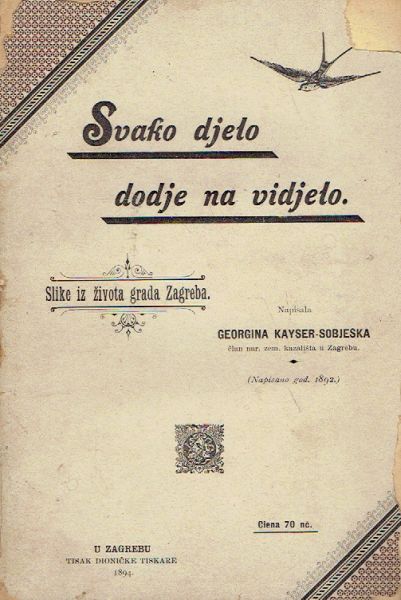 Svako djelo
dodje na vidjelo.
Slike iz života grada Zagreba.
Napisala
GEORGINA KAYSER-SOBJESKA
član nar. zem. kazališta u Zagrebu.
(Napisano god. 1892.)
Ciena 70 nč.
U ZAGREBU
TISAK DIONIČKE TISKARE
1894.